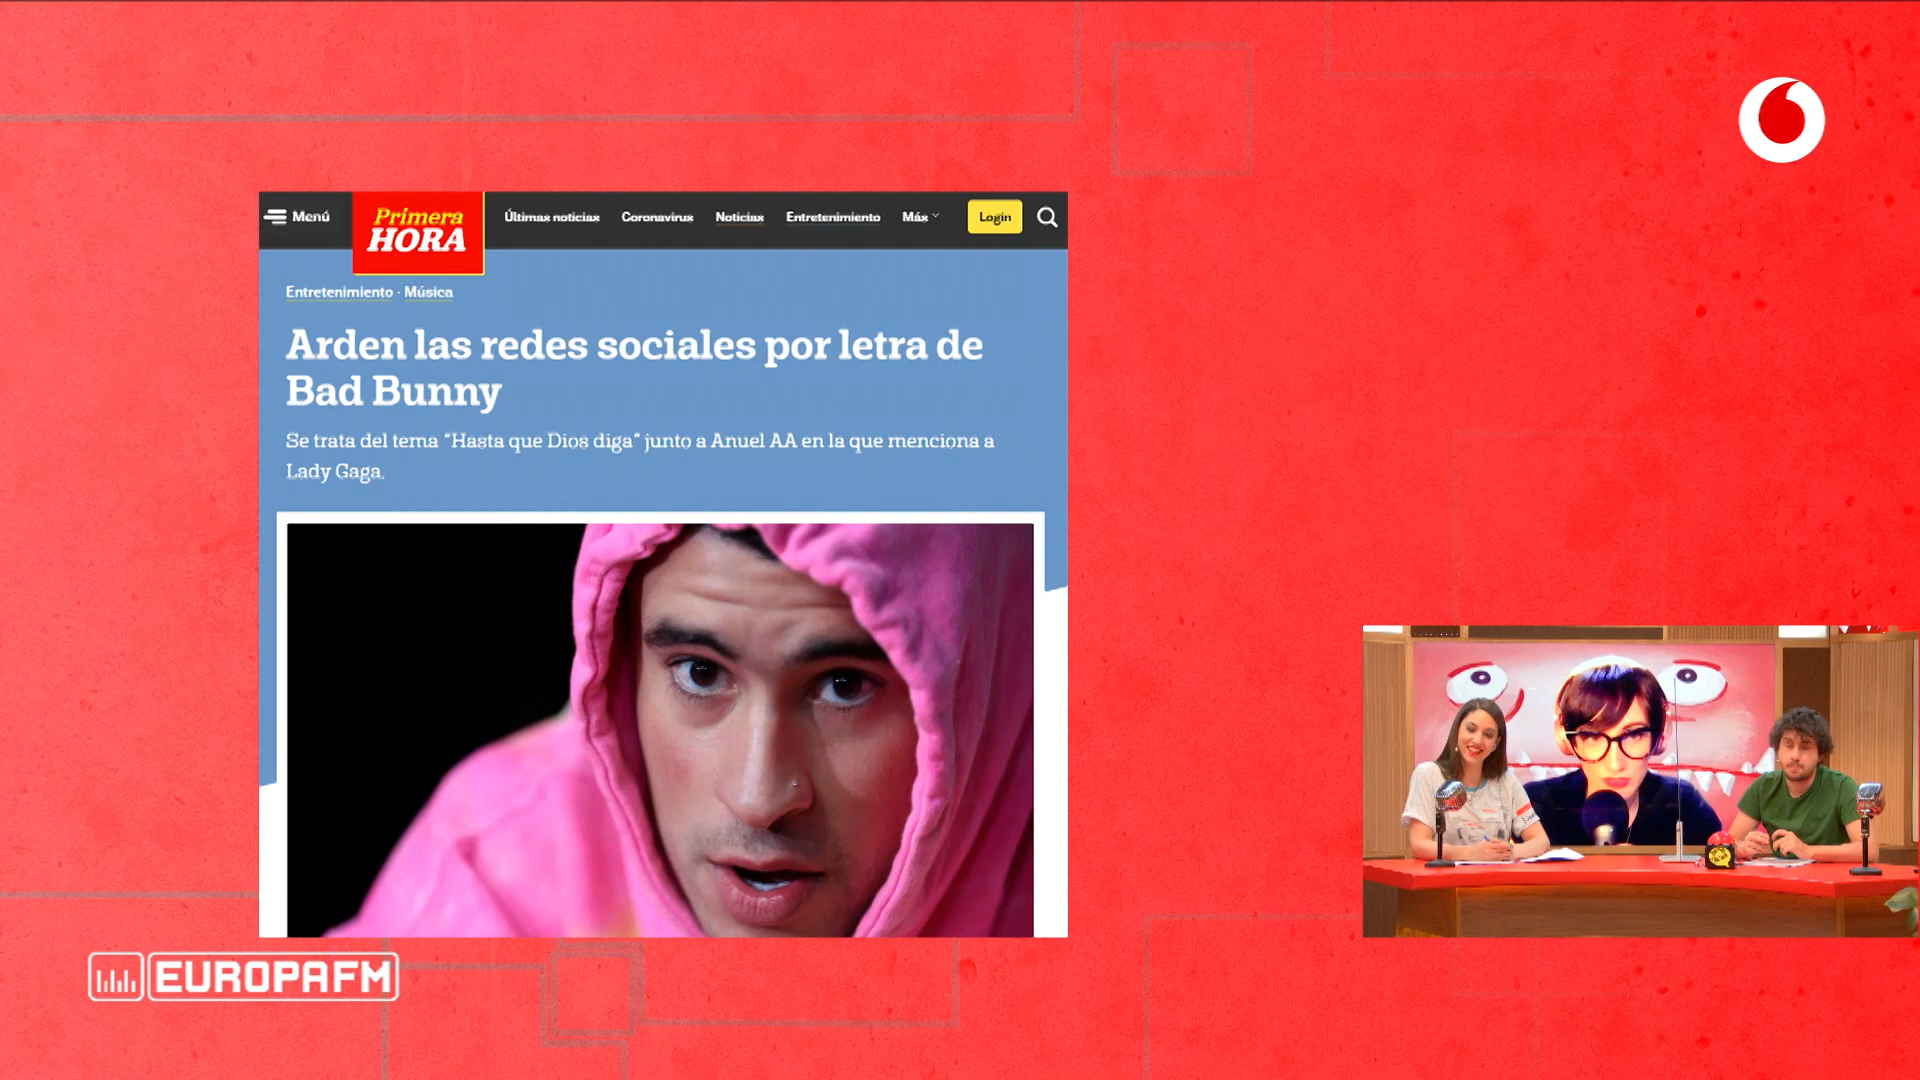 Menú
Primera
HORA
Últimas noticias
Coronavirus
Noticias
Entretenimiento
Más
Login
Entretenimiento · Música
Arden las redes sociales por letra de
Bad Bunny
Se trata del tema “Hasta que Dios diga” junto a Anuel AA en la que menciona a
Lady Gaga.
EUROPAFM